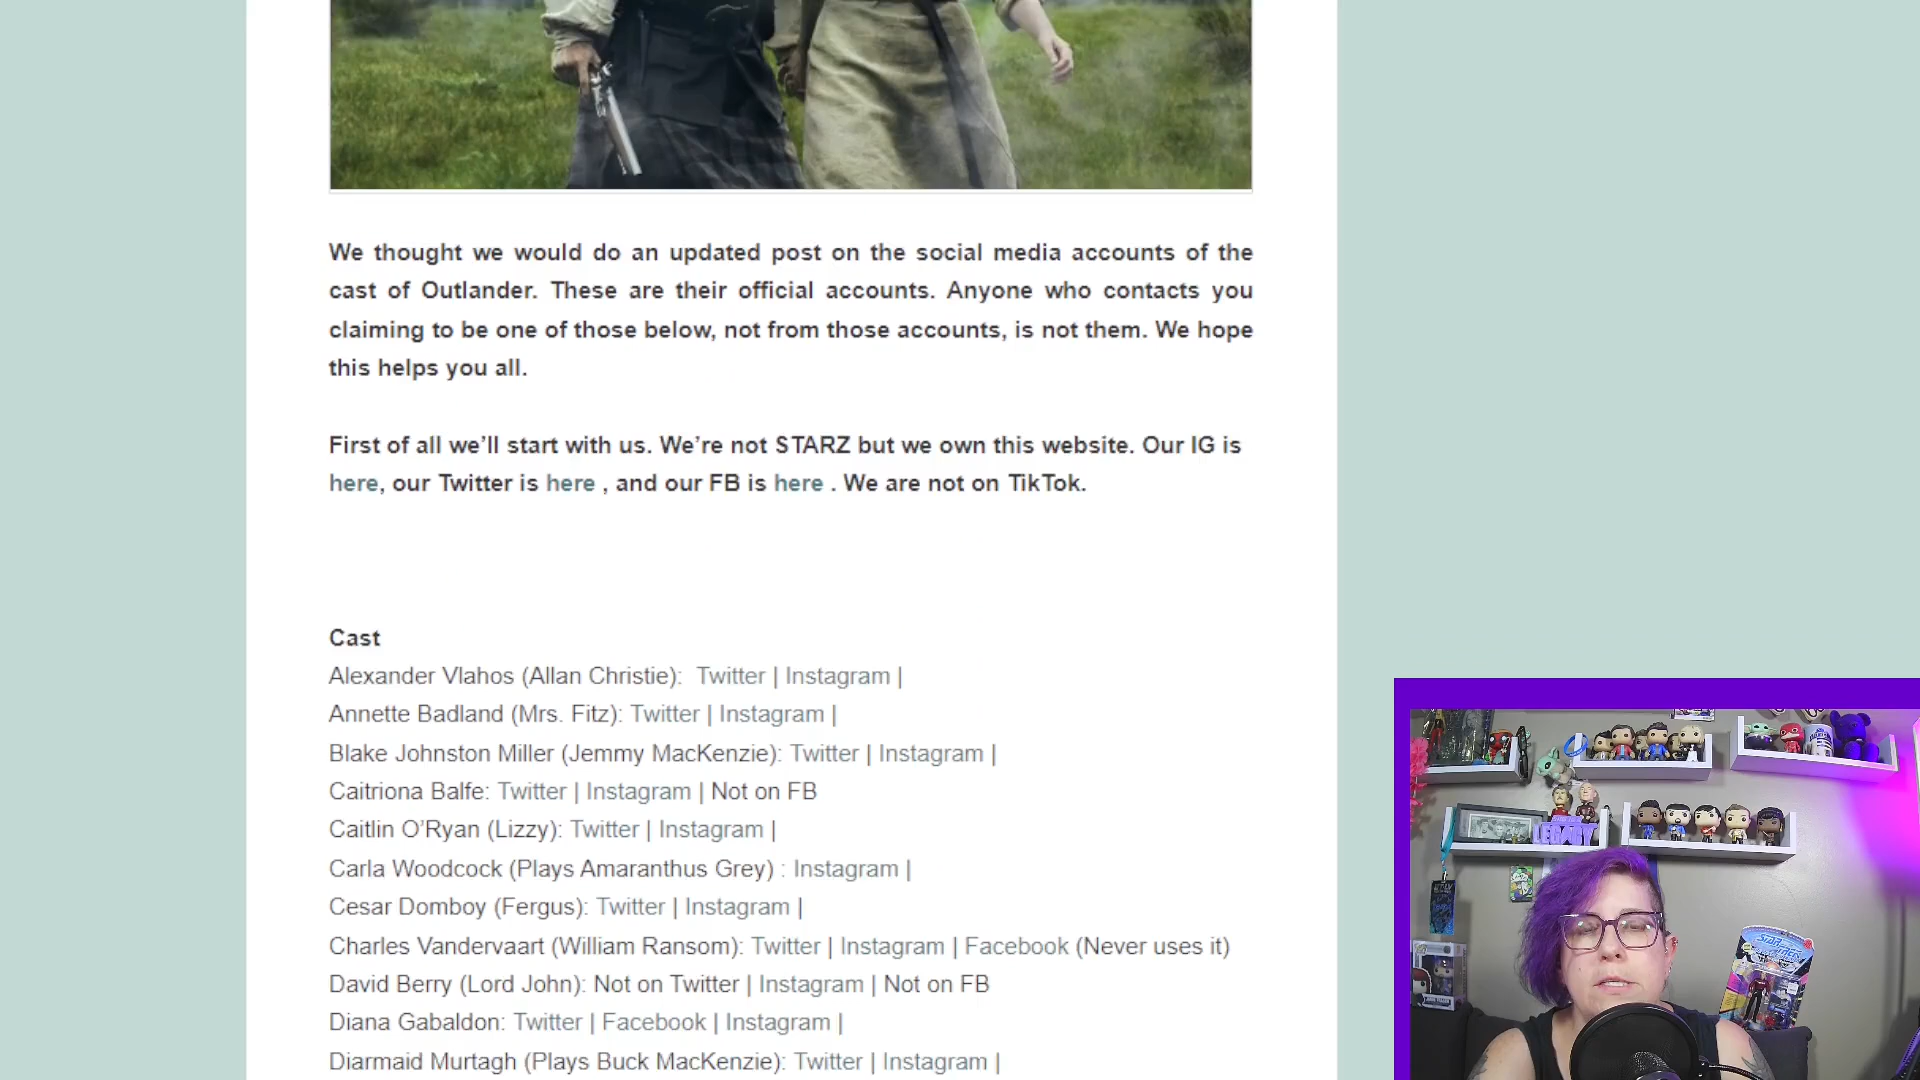 We thought we would do an updated post on the social media accounts of the
cast of Outlander. These are their official accounts. Anyone who contacts you
claiming to be one of those below, not from those accounts, is not them. We hope
this helps you all.
First of all we’ll start with us. We’re not STARZ but we own this website. Our IG is
here, our Twitter is here , and our FB is here . We are not on TikTok.
Cast
Alexander Vlahos (Allan Christie): Twitter | Instagram |
Annette Badland (Mrs. Fitz): Twitter | Instagram |
Blake Johnston Miller (Jemmy MacKenzie): Twitter | Instagram |
Caitriona Balfe: Twitter | Instagram | Not on FB
Caitlin O’Ryan (Lizzy): Twitter | Instagram |
Carla Woodcock (Plays Amaranthus Grey) : Instagram |
Cesar Domboy (Fergus): Twitter | Instagram |
Charles Vandervaart (William Ransom): Twitter | Instagram | Facebook (Never uses it)
David Berry (Lord John): Not on Twitter | Instagram | Not on FB
Diana Gabaldon: Twitter | Facebook | Instagram |
Diarmaid Murtagh (Plays Buck MacKenzie): Twitter | Instagram |
LEGACY
STAR TREK